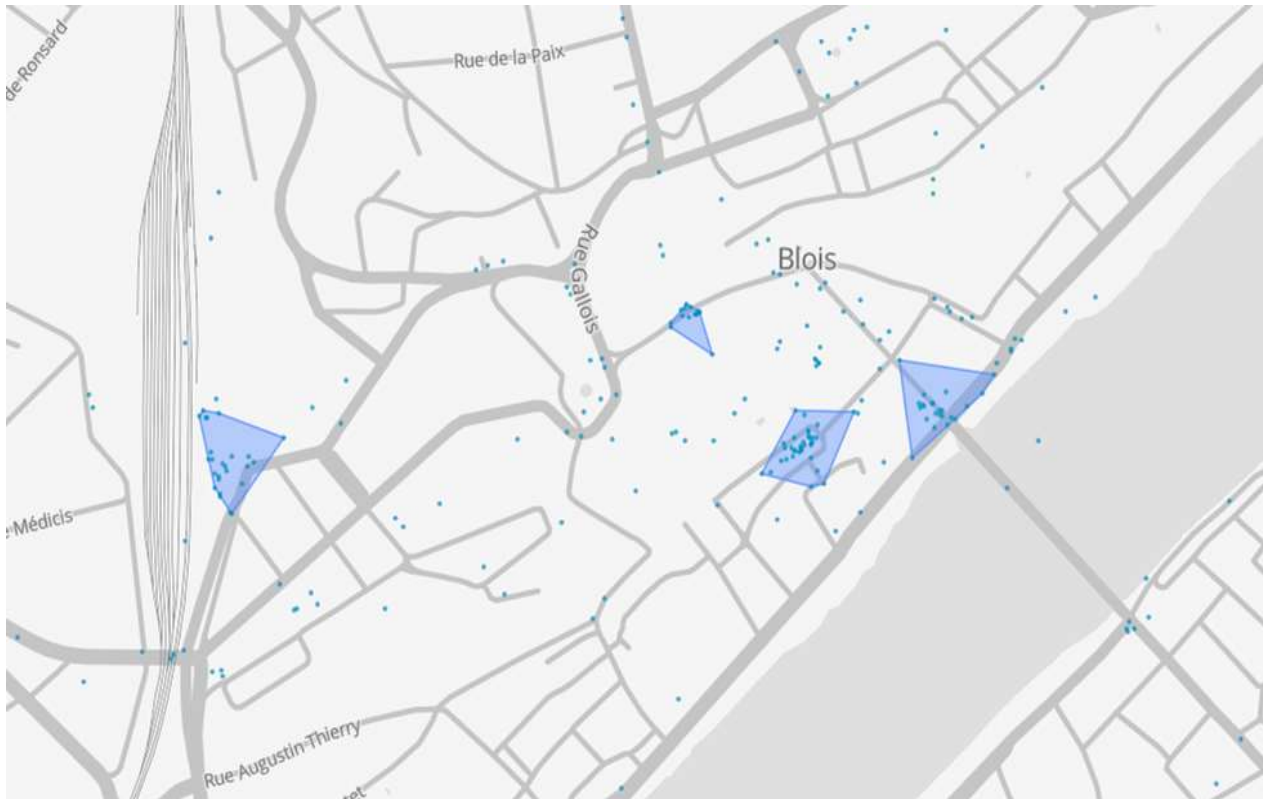 de Ronsard
Rue de la Paix
Rue Gallois
Blois
Médicis
Rue Augustin Thierry